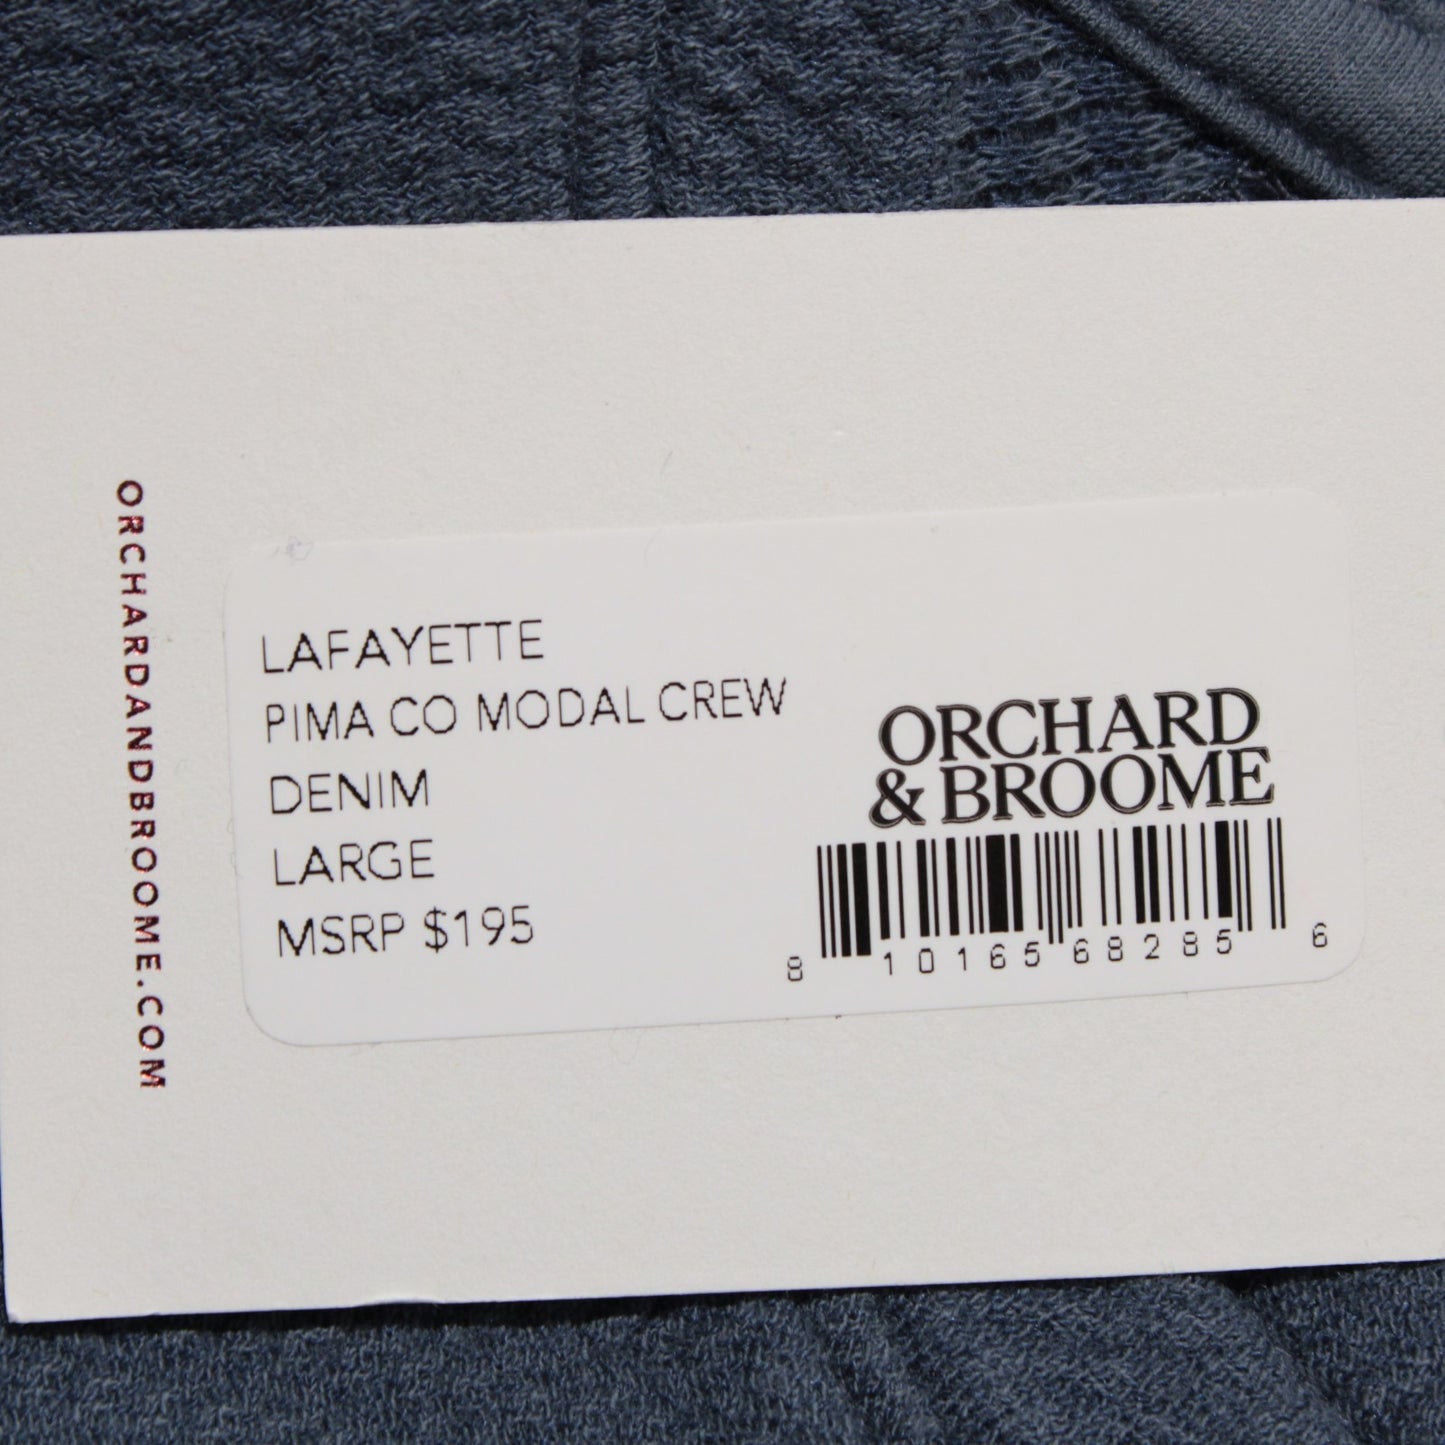 ORCHARDANDBROOME.COM
LAFAYETTE
PIMA CO MODAL CREW
DENIM
LARGE
MSRP $195
ORCHARD
& BROOME
8 10165 68285 6